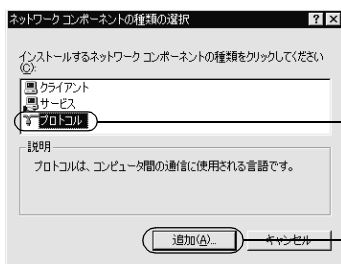 ネットワーク コンポーネントの種類の選択
インストールするネットワーク コンポーネントの種類をクリックしてください
(C):
クライアント
サービス
プロトコル
説明
プロトコルは、コンピュータ間の通信に使用される言語です。
追加(A)...
キャンセル